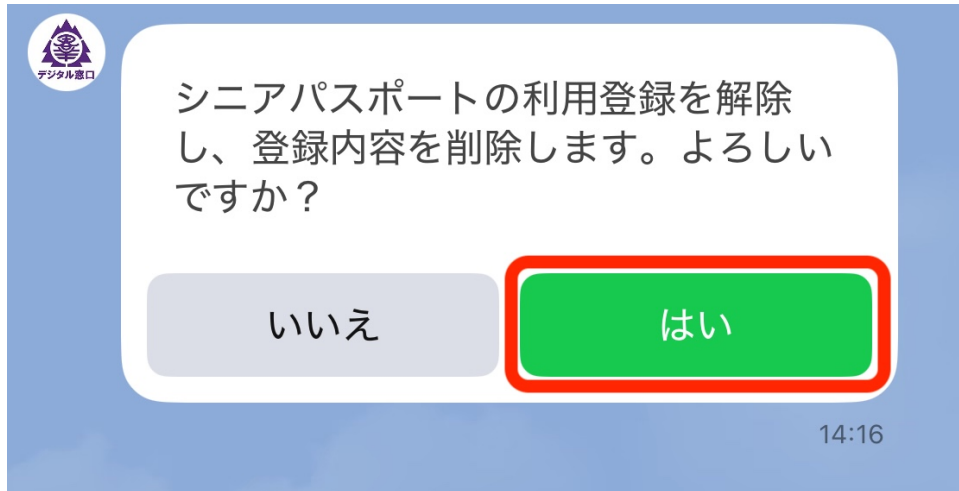 デジタル窓口
シニアパスポートの利用登録を解除
し、登録内容を削除します。よろしい
ですか？
いいえ
はい
14:16